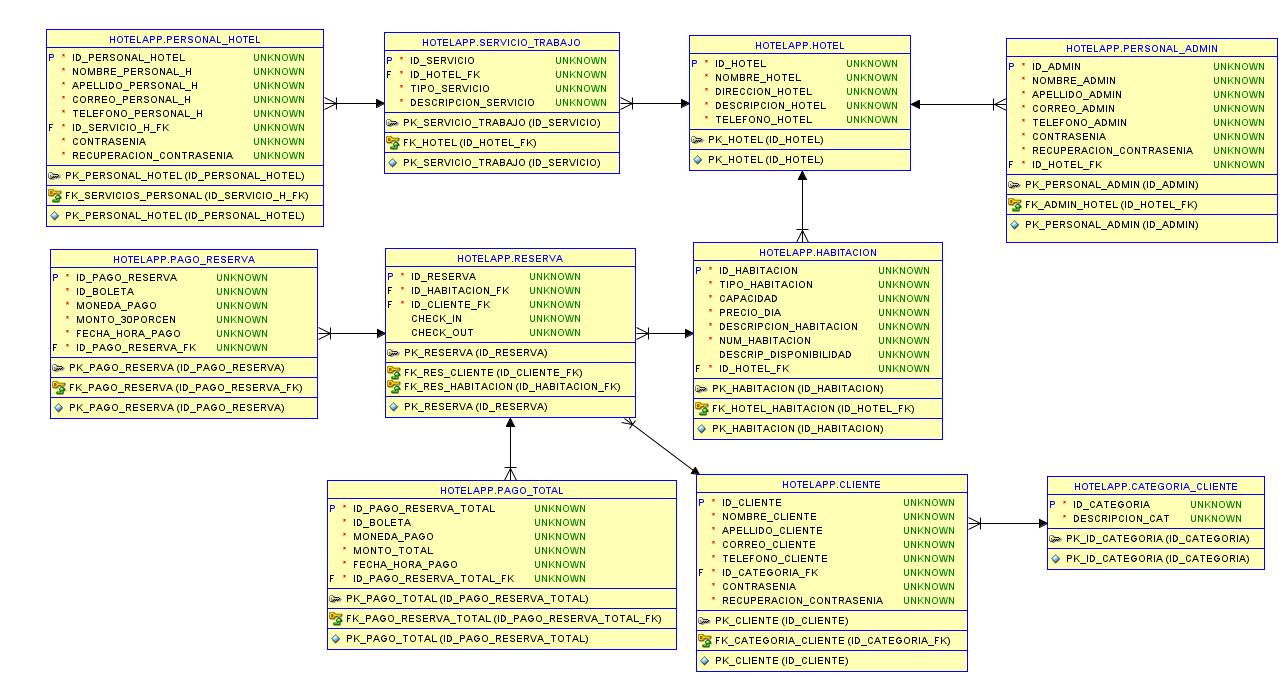 HOTELAPP.PERSONAL_HOTEL
P * ID_PERSONAL_HOTEL UNKNOWN
* NOMBRE_PERSONAL_H UNKNOWN
* APELLIDO_PERSONAL_H UNKNOWN
* CORREO_PERSONAL_H UNKNOWN
* TELEFONO_PERSONAL_H UNKNOWN
F * ID_SERVICIO_H_FK UNKNOWN
* CONTRASENIA UNKNOWN
* RECUPERACION_CONTRASENIA UNKNOWN
PK_PERSONAL_HOTEL (ID_PERSONAL_HOTEL)
FK_SERVICIOS_PERSONAL (ID_SERVICIO_H_FK)
PK_PERSONAL_HOTEL (ID_PERSONAL_HOTEL)
HOTELAPP.SERVICIO_TRABAJO
P * ID_SERVICIO UNKNOWN
F * ID_HOTEL_FK UNKNOWN
* TIPO_SERVICIO UNKNOWN
* DESCRIPCION_SERVICIO UNKNOWN
PK_SERVICIO_TRABAJO (ID_SERVICIO)
FK_HOTEL (ID_HOTEL_FK)
PK_SERVICIO_TRABAJO (ID_SERVICIO)
HOTELAPP.HOTEL
P * ID_HOTEL UNKNOWN
* NOMBRE_HOTEL UNKNOWN
* DIRECCION_HOTEL UNKNOWN
* DESCRIPCION_HOTEL UNKNOWN
* TELEFONO_HOTEL UNKNOWN
PK_HOTEL (ID_HOTEL)
PK_HOTEL (ID_HOTEL)
HOTELAPP.PERSONAL_ADMIN
P * ID_ADMIN UNKNOWN
* NOMBRE_ADMIN UNKNOWN
* APELLIDO_ADMIN UNKNOWN
* CORREO_ADMIN UNKNOWN
* TELEFONO_ADMIN UNKNOWN
* CONTRASENIA UNKNOWN
* RECUPERACION_CONTRASENIA UNKNOWN
F * ID_HOTEL_FK UNKNOWN
PK_PERSONAL_ADMIN (ID_ADMIN)
FK_ADMIN_HOTEL (ID_HOTEL_FK)
PK_PERSONAL_ADMIN (ID_ADMIN)
HOTELAPP.PAGO_RESERVA
P * ID_PAGO_RESERVA UNKNOWN
* ID_BOLETA UNKNOWN
* MONEDA_PAGO UNKNOWN
* MONTO_30PORCEN UNKNOWN
* FECHA_HORA_PAGO UNKNOWN
F * ID_PAGO_RESERVA_FK UNKNOWN
PK_PAGO_RESERVA (ID_PAGO_RESERVA)
FK_PAGO_RESERVA (ID_PAGO_RESERVA_FK)
PK_PAGO_RESERVA (ID_PAGO_RESERVA)
HOTELAPP.RESERVA
P * ID_RESERVA UNKNOWN
F * ID_HABITACION_FK UNKNOWN
F * ID_CLIENTE_FK UNKNOWN
CHECK_IN UNKNOWN
CHECK_OUT UNKNOWN
PK_RESERVA (ID_RESERVA)
FK_RES_CLIENTE (ID_CLIENTE_FK)
FK_RES_HABITACION (ID_HABITACION_FK)
PK_RESERVA (ID_RESERVA)
HOTELAPP.HABITACION
P * ID_HABITACION UNKNOWN
* TIPO_HABITACION UNKNOWN
* CAPACIDAD UNKNOWN
* PRECIO_DIA UNKNOWN
* DESCRIPCION_HABITACION UNKNOWN
* NUM_HABITACION UNKNOWN
DESCRIP_DISPONIBILIDAD UNKNOWN
F * ID_HOTEL_FK UNKNOWN
PK_HABITACION (ID_HABITACION)
FK_HOTEL_HABITACION (ID_HOTEL_FK)
PK_HABITACION (ID_HABITACION)
HOTELAPP.PAGO_TOTAL
P * ID_PAGO_RESERVA_TOTAL UNKNOWN
* ID_BOLETA UNKNOWN
* MONEDA_PAGO UNKNOWN
* MONTO_TOTAL UNKNOWN
* FECHA_HORA_PAGO UNKNOWN
F * ID_PAGO_RESERVA_TOTAL_FK UNKNOWN
PK_PAGO_TOTAL (ID_PAGO_RESERVA_TOTAL)
FK_PAGO_RESERVA_TOTAL (ID_PAGO_RESERVA_TOTAL_FK)
PK_PAGO_TOTAL (ID_PAGO_RESERVA_TOTAL)
HOTELAPP.CLIENTE
P * ID_CLIENTE UNKNOWN
* NOMBRE_CLIENTE UNKNOWN
* APELLIDO_CLIENTE UNKNOWN
* CORREO_CLIENTE UNKNOWN
* TELEFONO_CLIENTE UNKNOWN
F * ID_CATEGORIA_FK UNKNOWN
* CONTRASENIA UNKNOWN
* RECUPERACION_CONTRASENIA UNKNOWN
PK_CLIENTE (ID_CLIENTE)
FK_CATEGORIA_CLIENTE (ID_CATEGORIA_FK)
PK_CLIENTE (ID_CLIENTE)
HOTELAPP.CATEGORIA_CLIENTE
P * ID_CATEGORIA UNKNOWN
* DESCRIPCION_CAT UNKNOWN
PK_ID_CATEGORIA (ID_CATEGORIA)
PK_ID_CATEGORIA (ID_CATEGORIA)